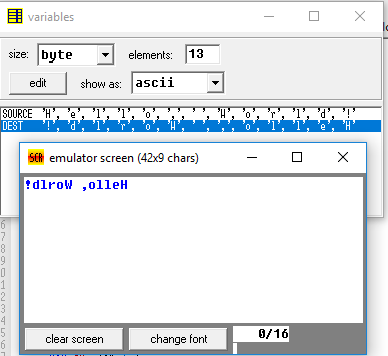 variables
size: byte elements: 13
edit show as: ascii
SOURCE 'H', 'e', 'l', 'l', 'o', ',', ' ', 'W', 'o', 'r', 'l', 'd', '!'
DEST '!', 'd', 'l', 'r', 'o', 'W', ' ', ',', 'o', 'l', 'l', 'e', 'H'
SCR emulator screen (42x9 chars)
!dlroW ,olleH
clear screen change font 0/16